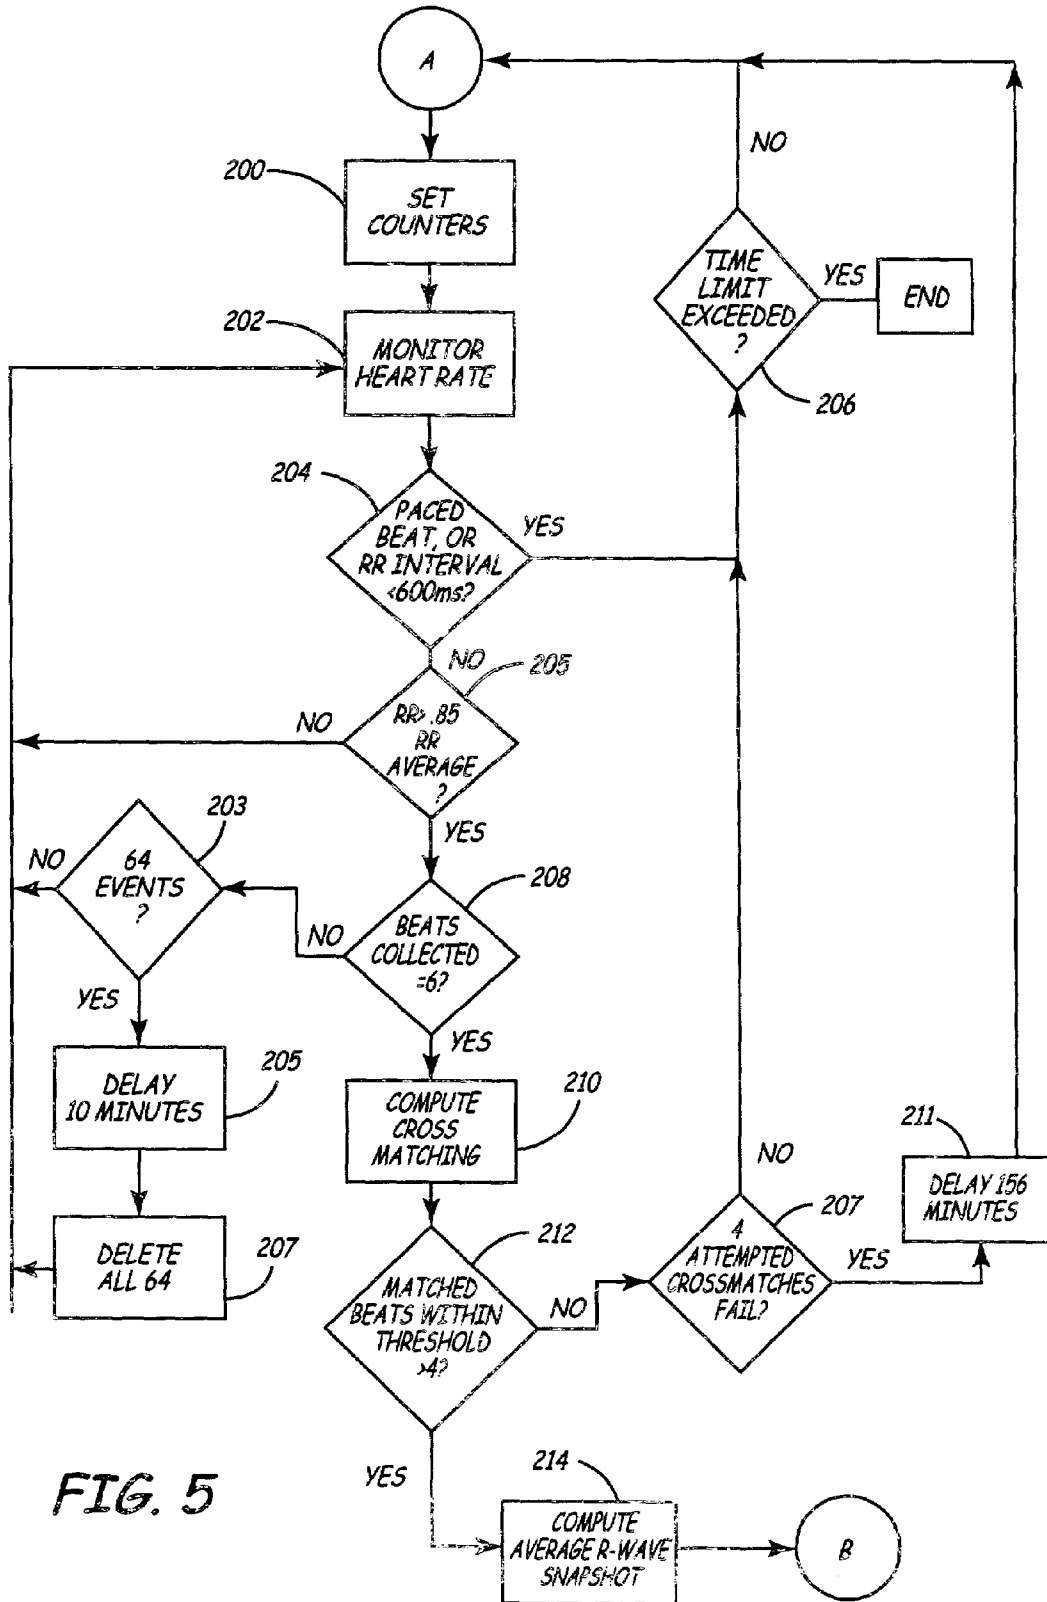 A
200
SET
COUNTERS
NO
TIME
LIMIT
EXCEEDED
?
YES
END
206
202
MONITOR
HEART RATE
204
PACED
BEAT, OR
RR INTERVAL
<600ms?
YES
NO
205
RR>.85
RR
AVERAGE
?
NO
YES
203
64
EVENTS
?
NO
YES
208
BEATS
COLLECTED
=6?
NO
YES
DELAY
10 MINUTES
205
DELETE
ALL 64
207
COMPUTE
CROSS
MATCHING
210
212
MATCHED
BEATS WITHIN
THRESHOLD
>4?
NO
YES
NO
207
4
ATTEMPTED
CROSSMATCHES
FAIL?
YES
211
DELAY 156
MINUTES
214
COMPUTE
AVERAGE R-WAVE
SNAPSHOT
B
FIG. 5